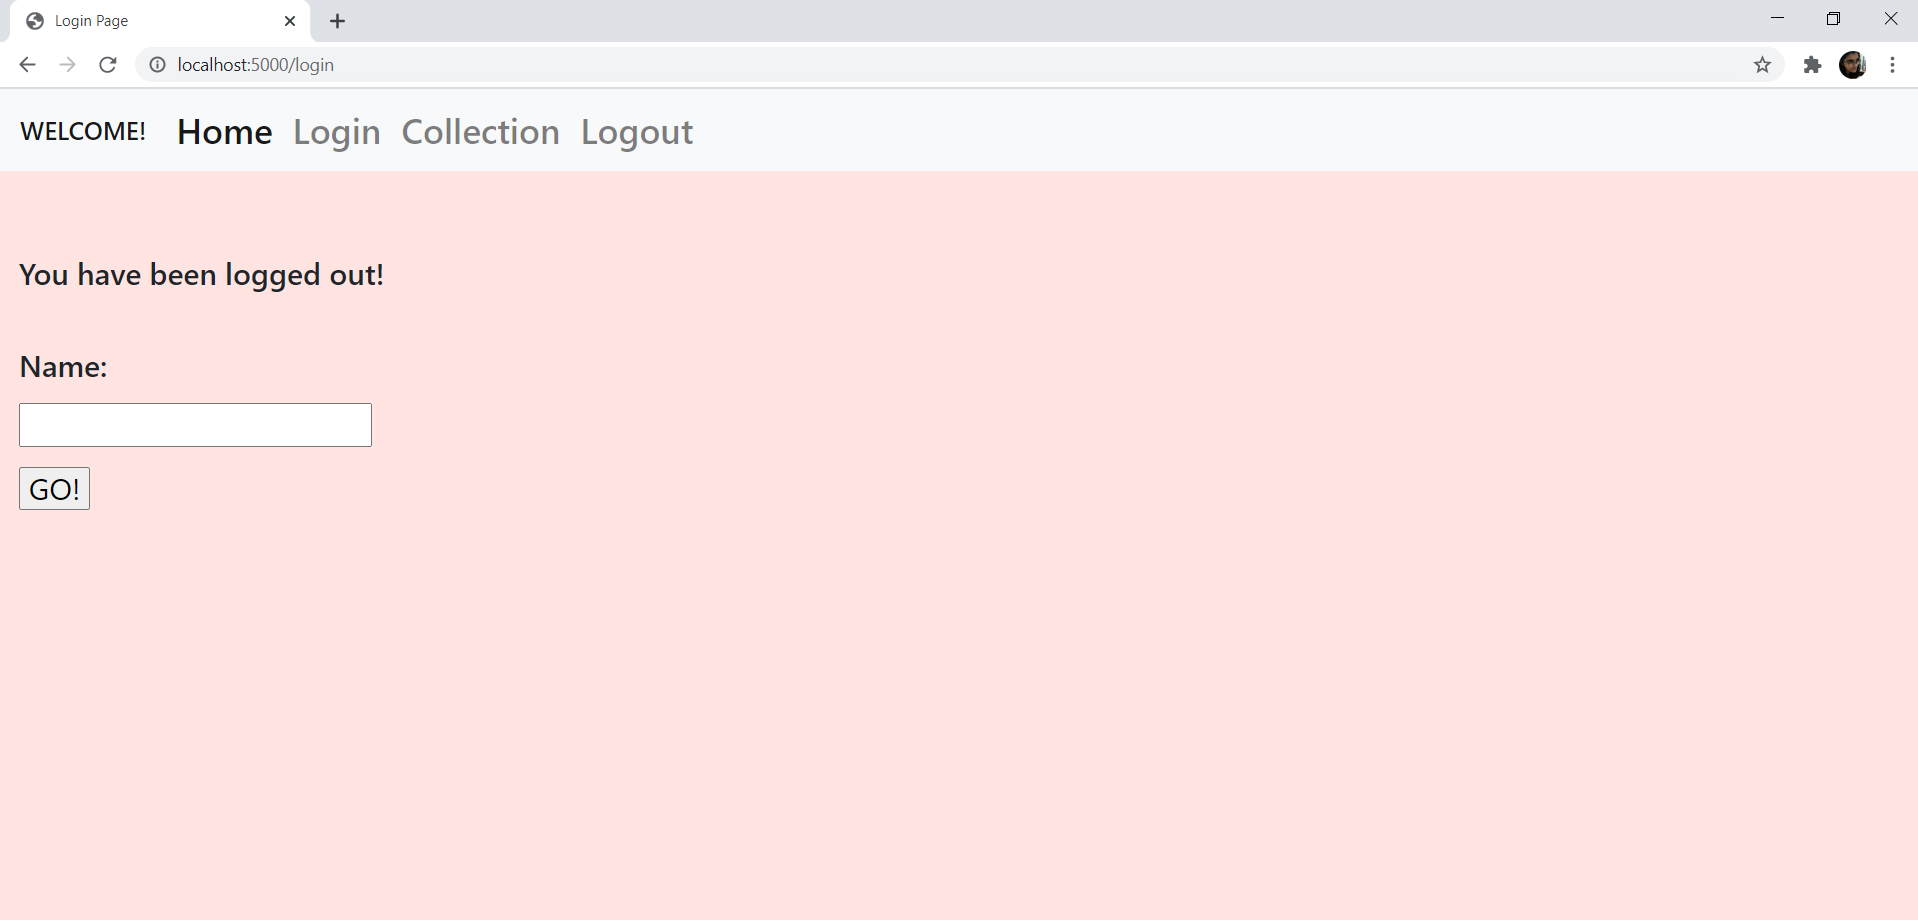 Login Page
localhost:5000/login
WELCOME! Home Login Collection Logout
You have been logged out!
Name:
GO!